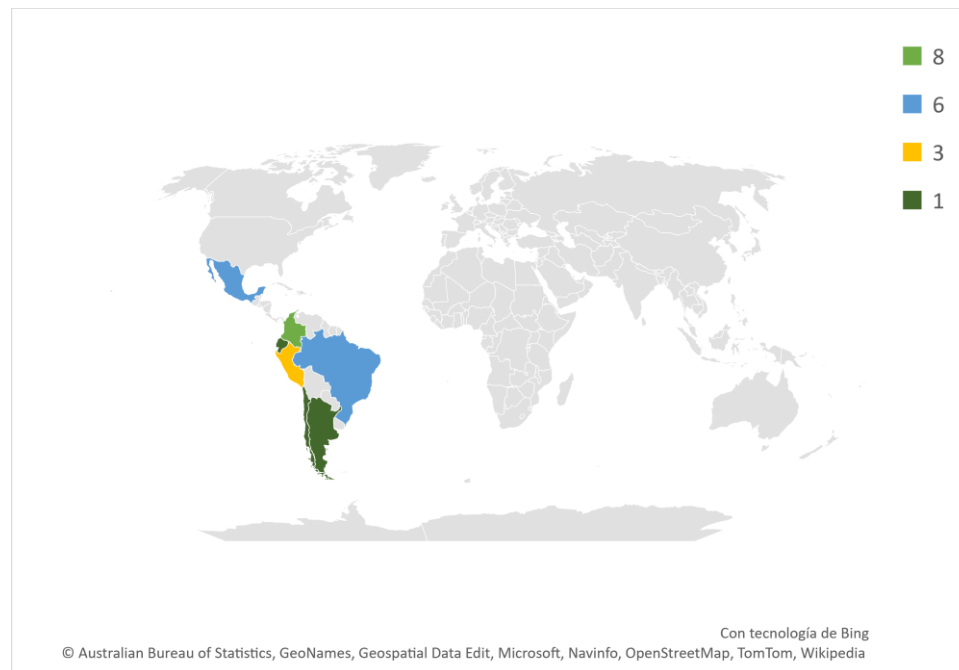 8
6
3
1
Con tecnología de Bing
© Australian Bureau of Statistics, GeoNames, Geospatial Data Edit, Microsoft, Navinfo, OpenStreetMap, TomTom, Wikipedia